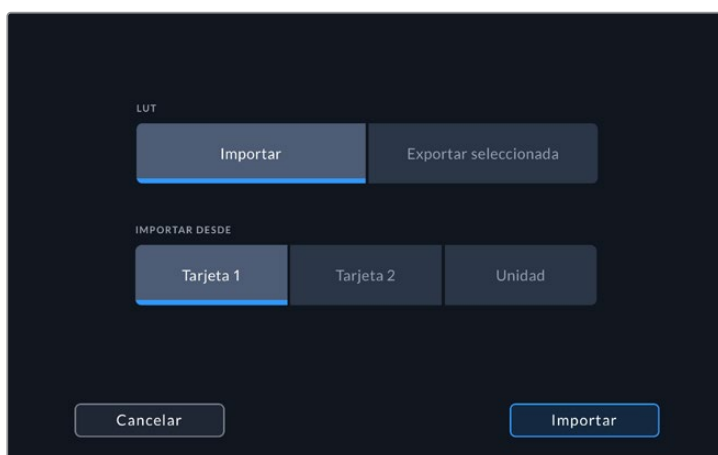 LUT
Importar Exportar seleccionada
IMPORTAR DESDE
Tarjeta 1 Tarjeta 2 Unidad
Cancelar Importar